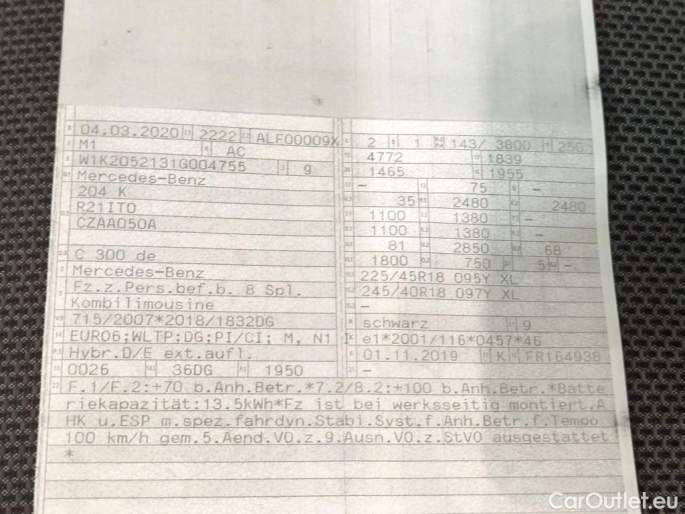 04.03.2020 2222 ALF00009X
M1 AC
W1K2052131G004755 9
Mercedes-Benz
204 K
R21IT0
CZAA050A
C 300 de
Mercedes-Benz
Fz.z.Pers.bef.b. 8 Spl.
Kombilimousine
715/2007*2018/1832DG
EURO6;WLTP;DG;PI/CI; M, N1 I
Hybr.D/E ext.aufl.
0026 36DG 1950
2 1 143/ 3800 250
4772 1839
1465 1955
- 75 -
35 2480 2480
1100 1380 -
1100 1380 -
81 2850 68
1800 750 5 -
225/45R18 095Y XL
245/40R18 097Y XL
-
schwarz 9
e1*2001/116*0457*46
01.11.2019 K FR164938
-
F.1/F.2:+70 b.Anh.Betr.*7.2/8.2:+100 b.Anh.Betr.*Batte
riekapazität:13.5kWh*Fz ist bei werksseitig montiert.A
HK u.ESP m.spez.fahrdyn.Stabi.Syst.f.Anh.Betr.f.Tempo
100 km/h gem.5.Aend.VO.z.9.Ausn.VO.z.StVO ausgestattet
*
CarOutlet.eu